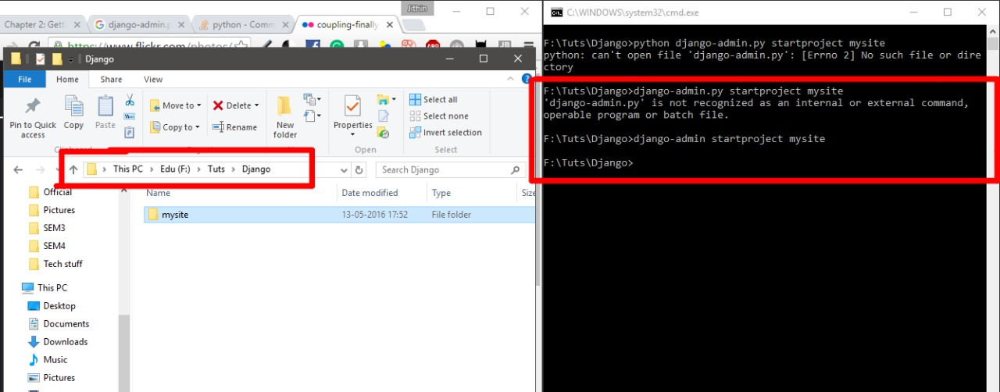 Jithin
Chapter 2: Gett
django-admin.p
python - Comm
coupling-finally
https://www.flickr.com/photos/
Django
File
Home
Share
View
Pin to Quick
access
Copy
Paste
Move to
Copy to
Delete
Rename
New
folder
Properties
Select all
Select none
Invert selection
Open
Select
This PC
Edu (F:)
Tuts
Django
Search Django
Name
Date modified
Type
Size
mysite
13-05-2016 17:52
File folder
Official
Pictures
SEM3
SEM4
Tech stuff
This PC
Desktop
Documents
Downloads
Music
Pictures
C:\WINDOWS\system32\cmd.exe
F:\Tuts\Django>python django-admin.py startproject mysite
python: can't open file 'django-admin.py': [Errno 2] No such file or dire
ctory
F:\Tuts\Django>django-admin.py startproject mysite
'django-admin.py' is not recognized as an internal or external command,
operable program or batch file.
F:\Tuts\Django>django-admin startproject mysite
F:\Tuts\Django>